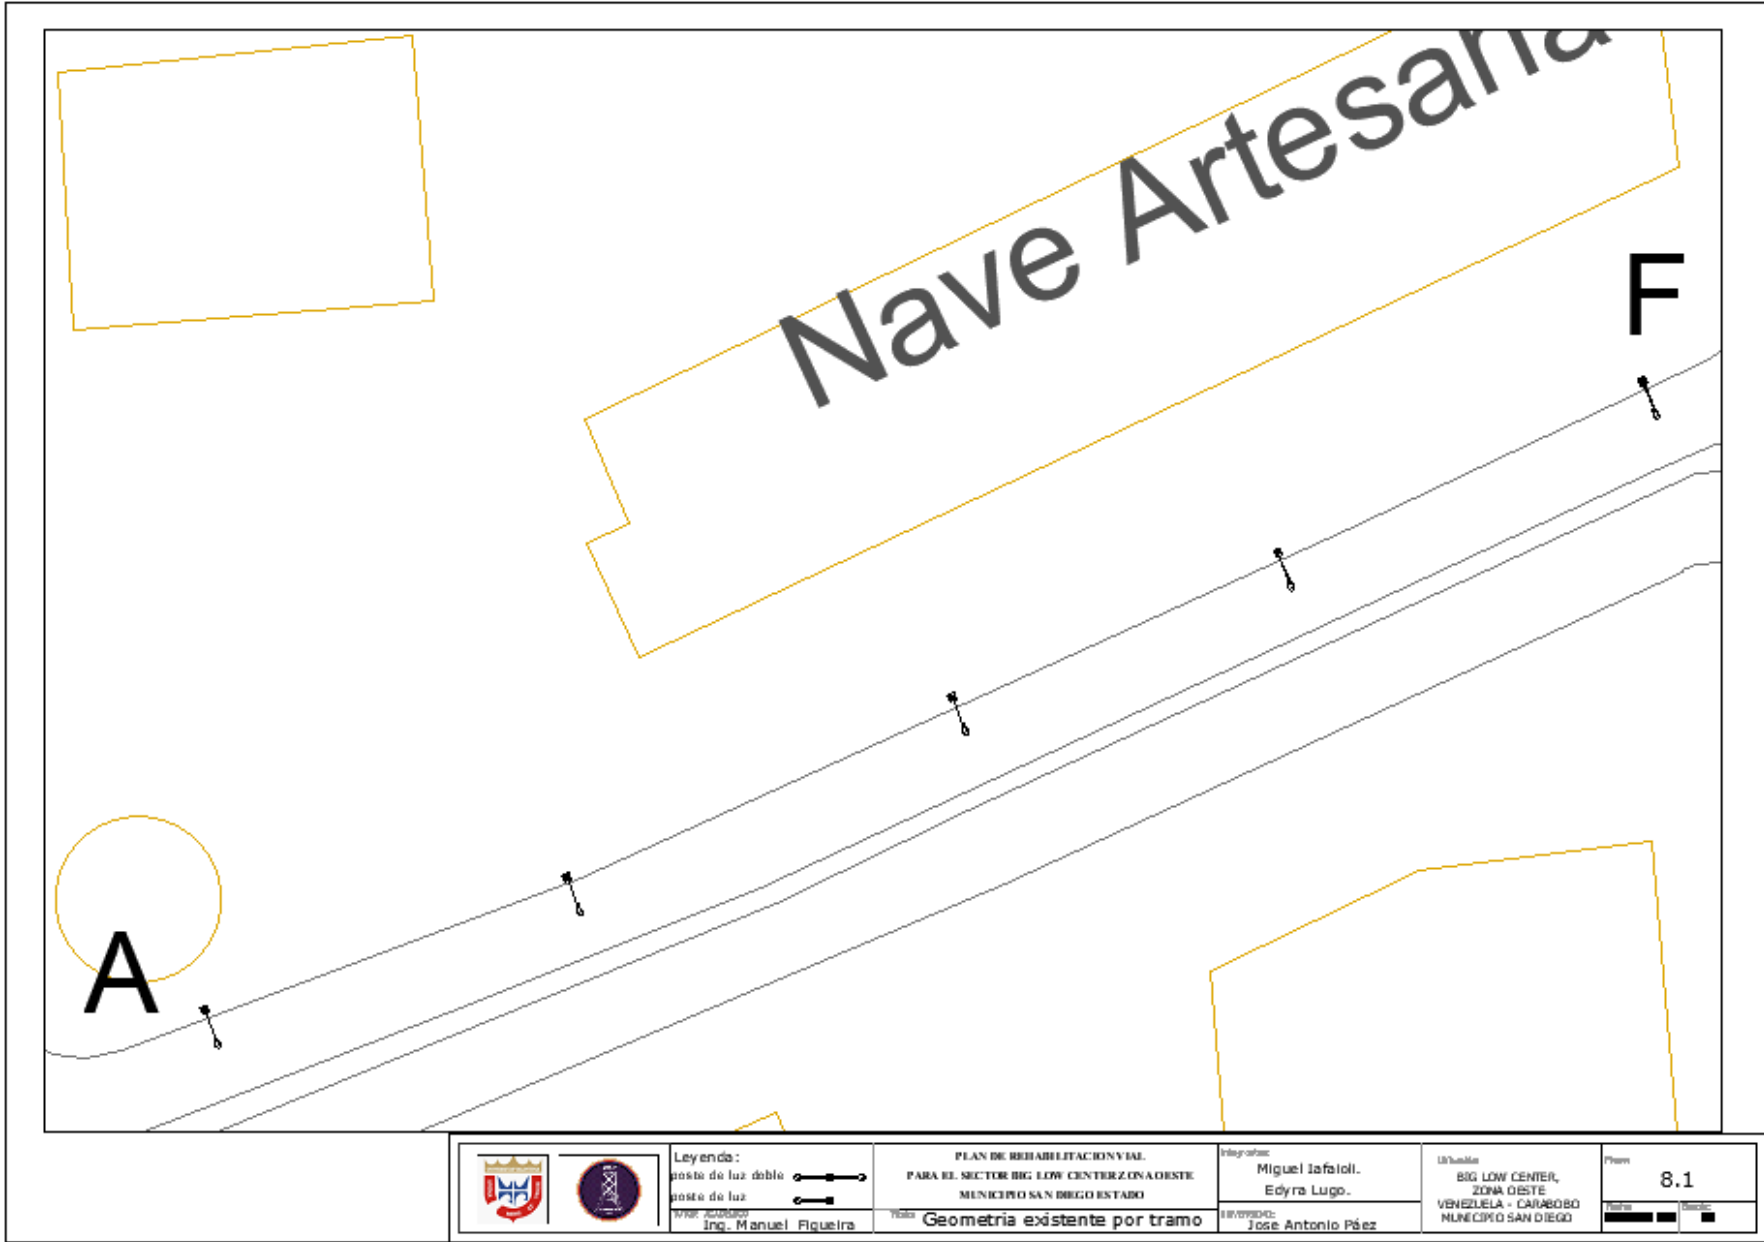 Nave Artesana
F
A
Leyenda:
poste de luz doble
poste de luz
Ing. Manuel Figueira
PLAN DE REHABILITACION VIAL
PARA EL SECTOR BIG LOW CENTER ZONA OESTE
MUNICIPIO SAN DIEGO ESTADO
Geometria existente por tramo
Miguel Iafaioli.
Edyra Lugo.
Jose Antonio Páez
BIG LOW CENTER,
ZONA OESTE
VENEZUELA - CARABOBO
MUNICIPIO SAN DIEGO
8.1